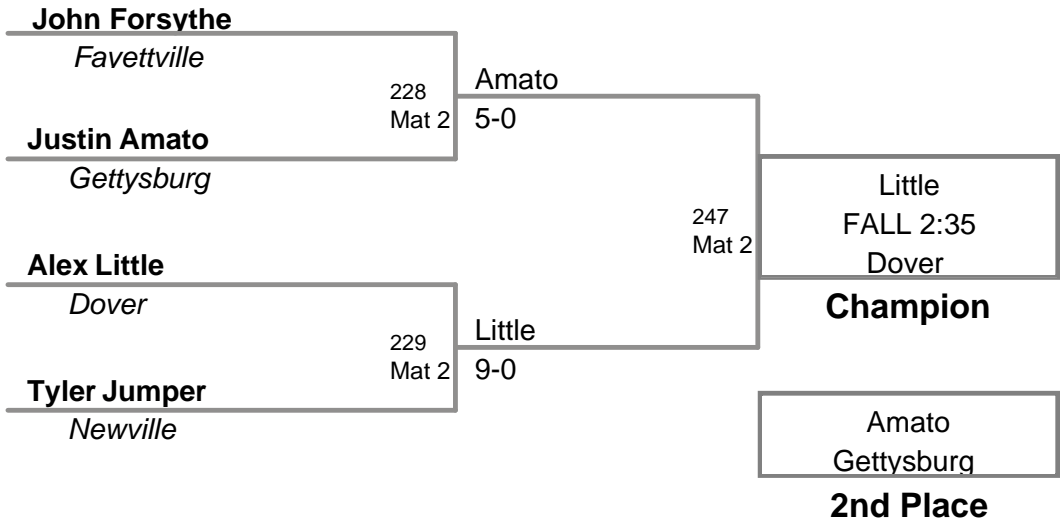 John Forsythe
Favettville
228
Mat 2
Amato
5-0
Justin Amato
Gettysburg
247
Mat 2
Little
FALL 2:35
Dover
Champion
Alex Little
Dover
229
Mat 2
Little
9-0
Tyler Jumper
Newville
Amato
Gettysburg
2nd Place